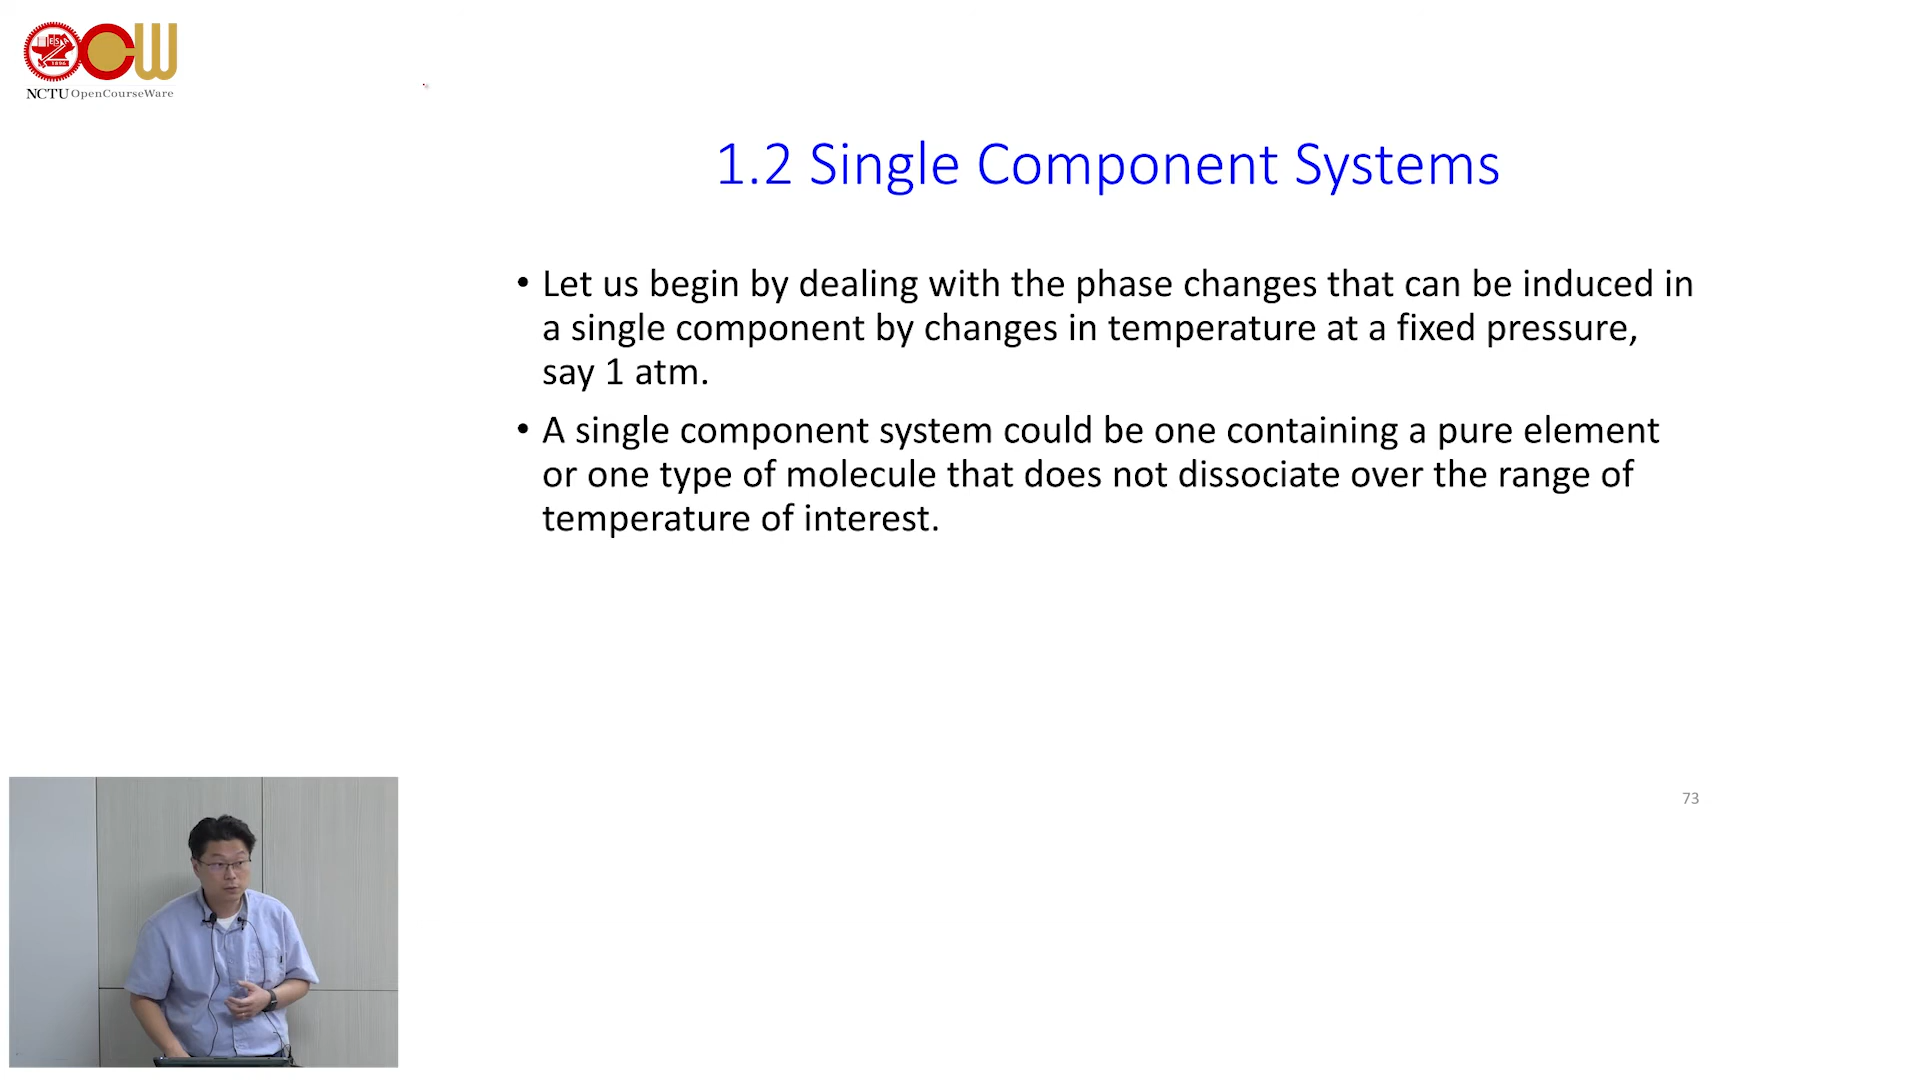 NCTU OpenCourseWare
1.2 Single Component Systems
• Let us begin by dealing with the phase changes that can be induced in
a single component by changes in temperature at a fixed pressure,
say 1 atm.
• A single component system could be one containing a pure element
or one type of molecule that does not dissociate over the range of
temperature of interest.
73